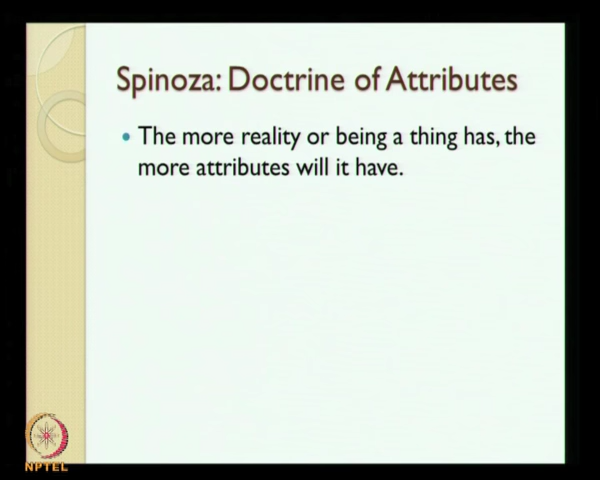 Spinoza: Doctrine of Attributes
The more reality or being a thing has, the
more attributes will it have.
NPTEL